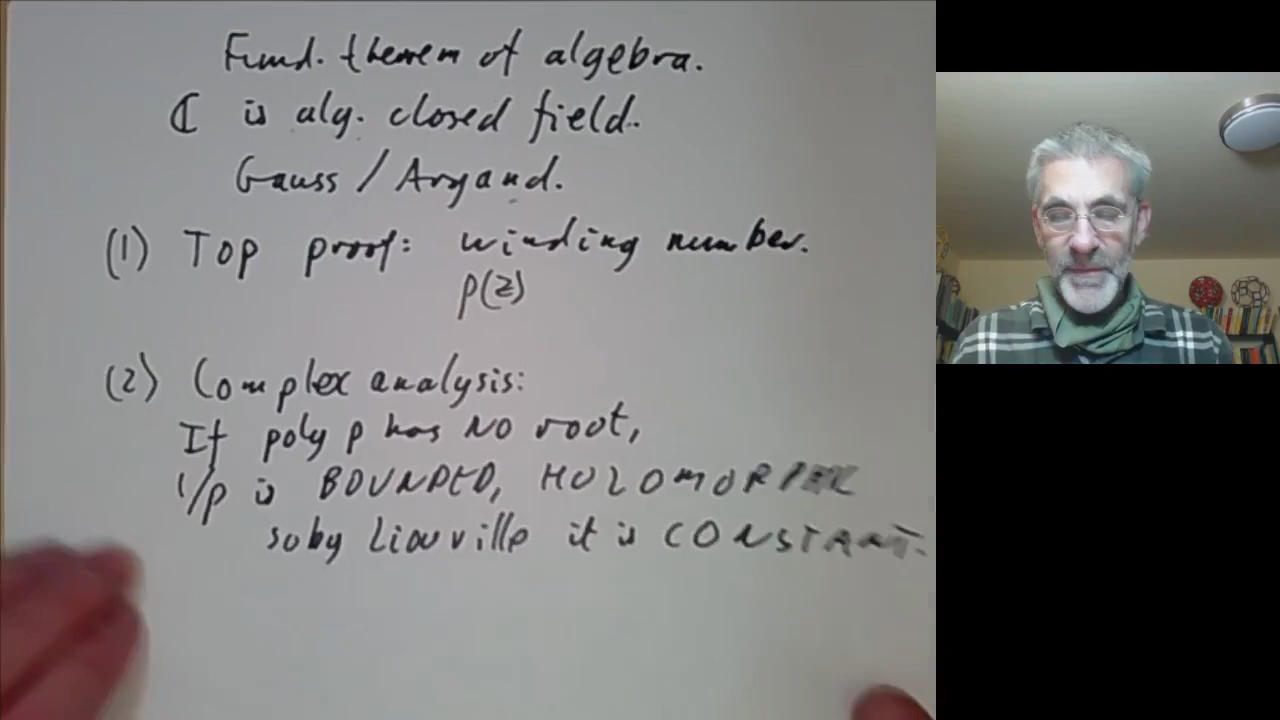 Fund. theorem of algebra.
ℂ is alg. closed field.
Gauss / Argand.
(1) Top proof: winding number.
p(z)
(2) Complex analysis:
If poly p has NO root,
1/p is BOUNDED, HOLOMORPHIC
so by Liouville it is CONSTANT.